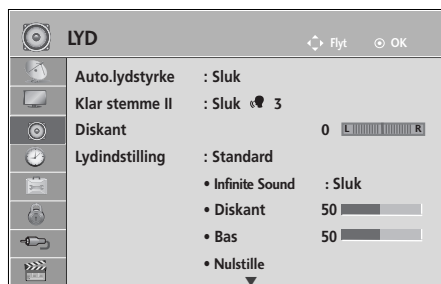 LYD Flyt OK
Auto.lydstyrke : Sluk
Klar stemme II : Sluk 3
Diskant 0 L R
Lydindstilling : Standard
• Infinite Sound : Sluk
• Diskant 50
• Bas 50
• Nulstille